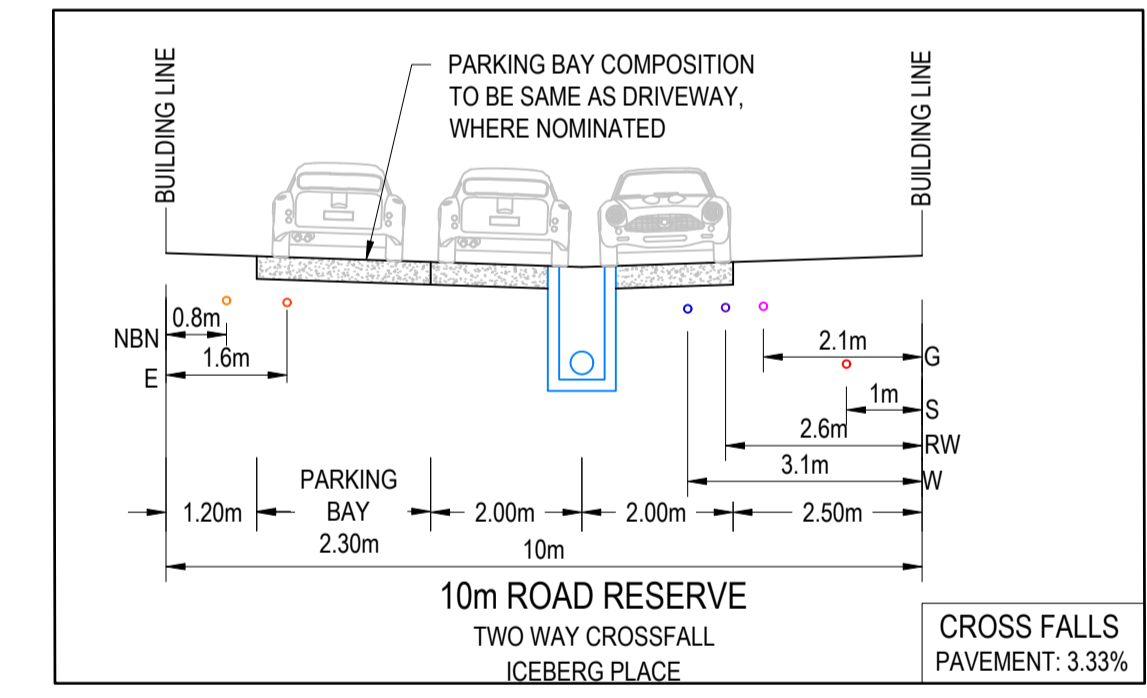 BUILDING LINE
PARKING BAY COMPOSITION
TO BE SAME AS DRIVEWAY,
WHERE NOMINATED
BUILDING LINE
0.8m
NBN
1.6m
E
2.1m
G
1m
S
2.6m
RW
3.1m
W
1.20m
PARKING
BAY
2.30m
2.00m
2.00m
2.50m
10m
10m ROAD RESERVE
TWO WAY CROSSFALL
ICEBERG PLACE
CROSS FALLS
PAVEMENT: 3.33%